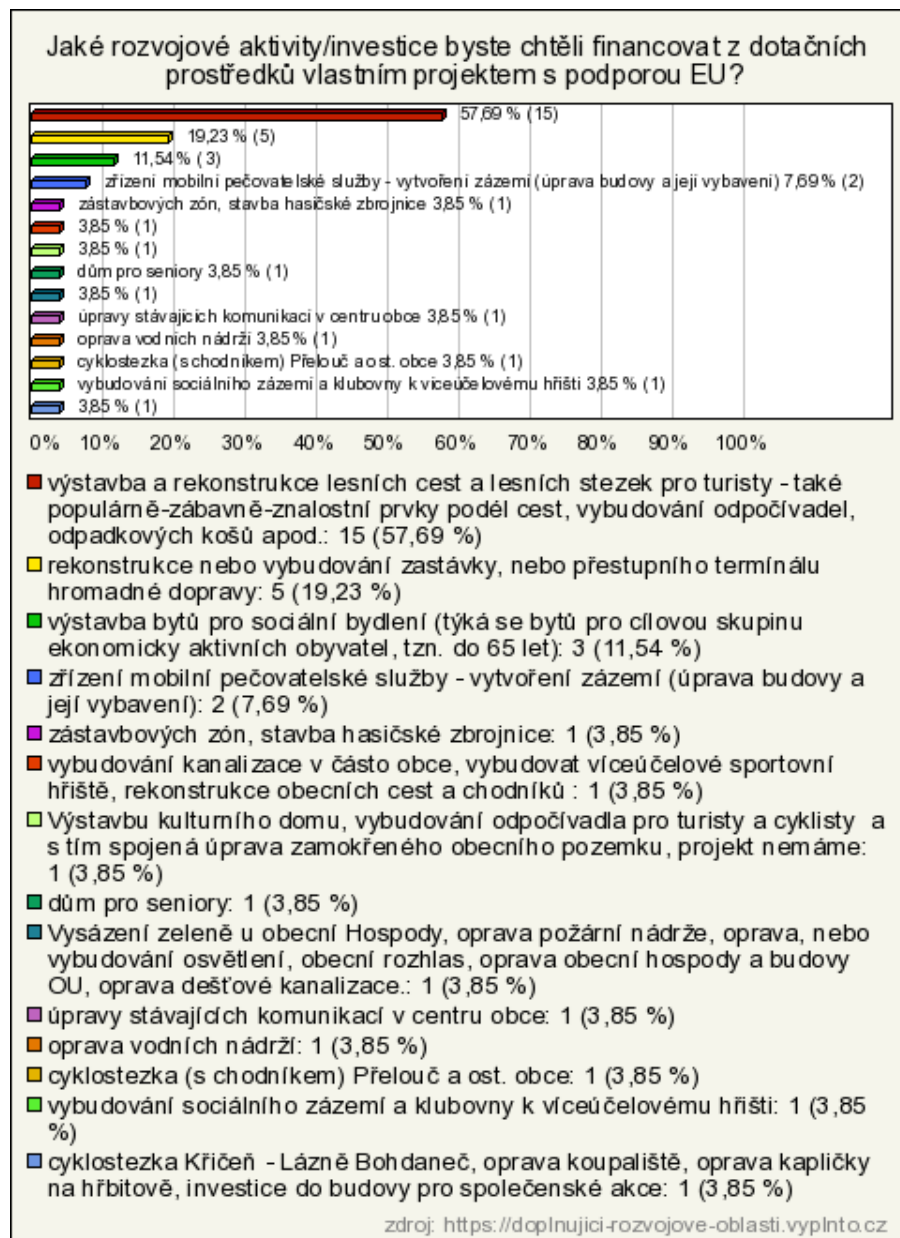 Jaké rozvojové aktivity/investice byste chtěli financovat z dotačních
prostředků vlastním projektem s podporou EU?
57,69 % (15)
19,23 % (5)
11,54 % (3)
zřízení mobilní pečovatelské služby - vytvoření zázemí (úprava budovy a její vybavení) 7,69 % (2)
zástavbových zón, stavba hasičské zbrojnice 3,85 % (1)
3,85 % (1)
3,85 % (1)
dům pro seniory 3,85 % (1)
3,85 % (1)
úpravy stávajících komunikací v centru obce 3,85 % (1)
oprava vodních nádrží 3,85 % (1)
cyklostezka (s chodníkem) Přelouč a ost. obce 3,85 % (1)
vybudování sociálního zázemí a klubovny k víceúčelovému hřišti 3,85 % (1)
3,85 % (1)
0% 10% 20% 30% 40% 50% 60% 70% 80% 90% 100%
výstavba a rekonstrukce lesních cest a lesních stezek pro turisty - také
populárně-zábavně-znalostní prvky podél cest, vybudování odpočívadel,
odpadkových košů apod.: 15 (57,69 %)
rekonstrukce nebo vybudování zastávky, nebo přestupního terminálu
hromadné dopravy: 5 (19,23 %)
výstavba bytů pro sociální bydlení (týká se bytů pro cílovou skupinu
ekonomicky aktivních obyvatel, tzn. do 65 let): 3 (11,54 %)
zřízení mobilní pečovatelské služby - vytvoření zázemí (úprava budovy a
její vybavení): 2 (7,69 %)
zástavbových zón, stavba hasičské zbrojnice: 1 (3,85 %)
vybudování kanalizace v částo obce, vybudovat víceúčelové sportovní
hřiště, rekonstrukce obecních cest a chodníků : 1 (3,85 %)
Výstavbu kulturního domu, vybudování odpočívadla pro turisty a cyklisty a
s tím spojená úprava zamokřeného obecního pozemku, projekt nemáme:
1 (3,85 %)
dům pro seniory: 1 (3,85 %)
Vysázení zeleně u obecní Hospody, oprava požární nádrže, oprava, nebo
vybudování osvětlení, obecní rozhlas, oprava obecní hospody a budovy
OU, oprava dešťové kanalizace.: 1 (3,85 %)
úpravy stávajících komunikací v centru obce: 1 (3,85 %)
oprava vodních nádrží: 1 (3,85 %)
cyklostezka (s chodníkem) Přelouč a ost. obce: 1 (3,85 %)
vybudování sociálního zázemí a klubovny k víceúčelovému hřišti: 1 (3,85
%)
cyklostezka Křičeň - Lázně Bohdaneč, oprava koupaliště, oprava kapličky
na hřbitově, investice do budovy pro společenské akce: 1 (3,85 %)
zdroj: https://doplnujici-rozvojove-oblasti.vyplnto.cz